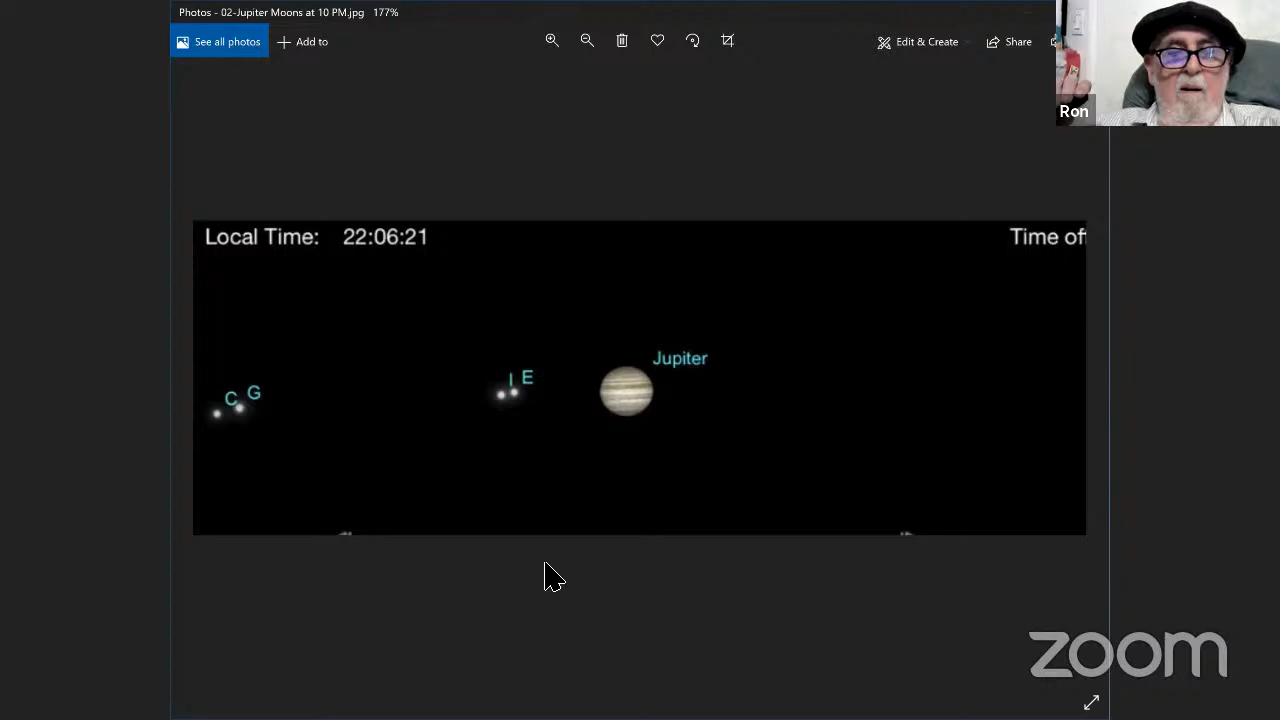 Photos - 02-Jupiter Moons at 10 PM.jpg 177%
See all photos
Add to
Edit & Create
Share
Ron
Local Time: 22:06:21
Time off
Jupiter
I E
C G
zoom